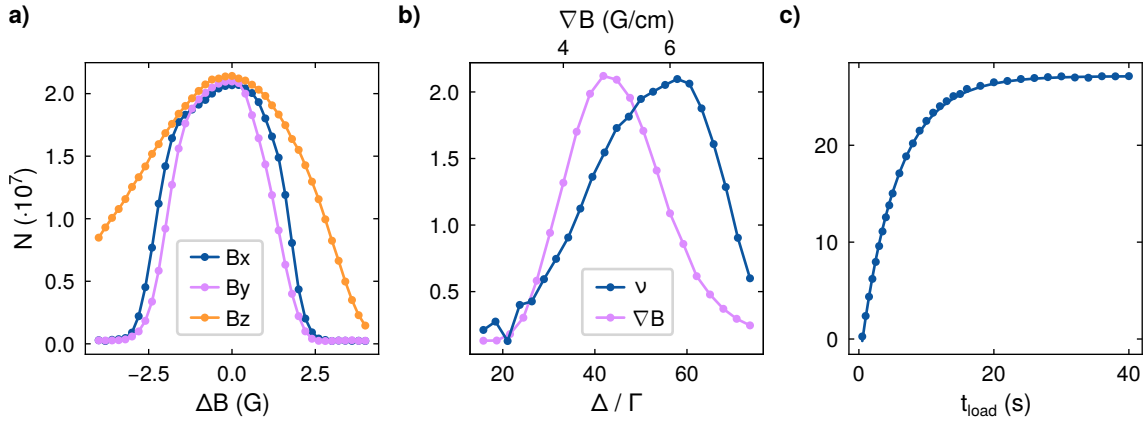 a)
N (·10⁷)
2.0
1.5
1.0
0.5
0.0
Bx
By
Bz
−2.5 0.0 2.5
ΔB (G)
b)
∇B (G/cm)
4 6
2.0
1.5
1.0
0.5
ν
∇B
20 40 60
Δ / Γ
c)
20
10
0
0 20 40
t_load (s)